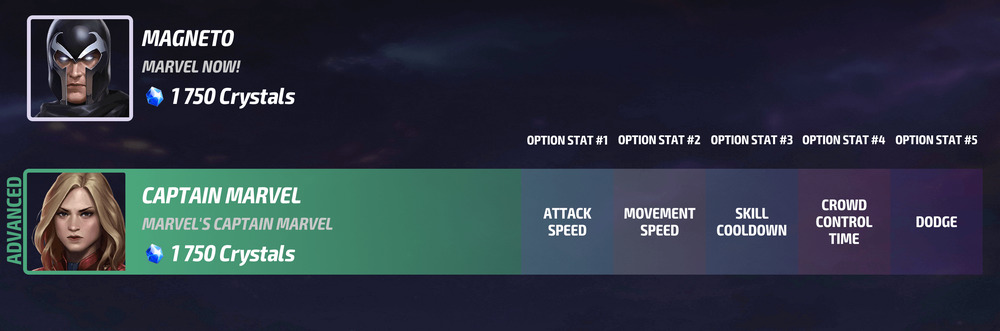 MAGNETO
MARVEL NOW!
1 750 Crystals
OPTION STAT #1 OPTION STAT #2 OPTION STAT #3 OPTION STAT #4 OPTION STAT #5
ADVANCED
CAPTAIN MARVEL
MARVEL'S CAPTAIN MARVEL
1 750 Crystals
ATTACK
SPEED
MOVEMENT
SPEED
SKILL
COOLDOWN
CROWD
CONTROL
TIME
DODGE